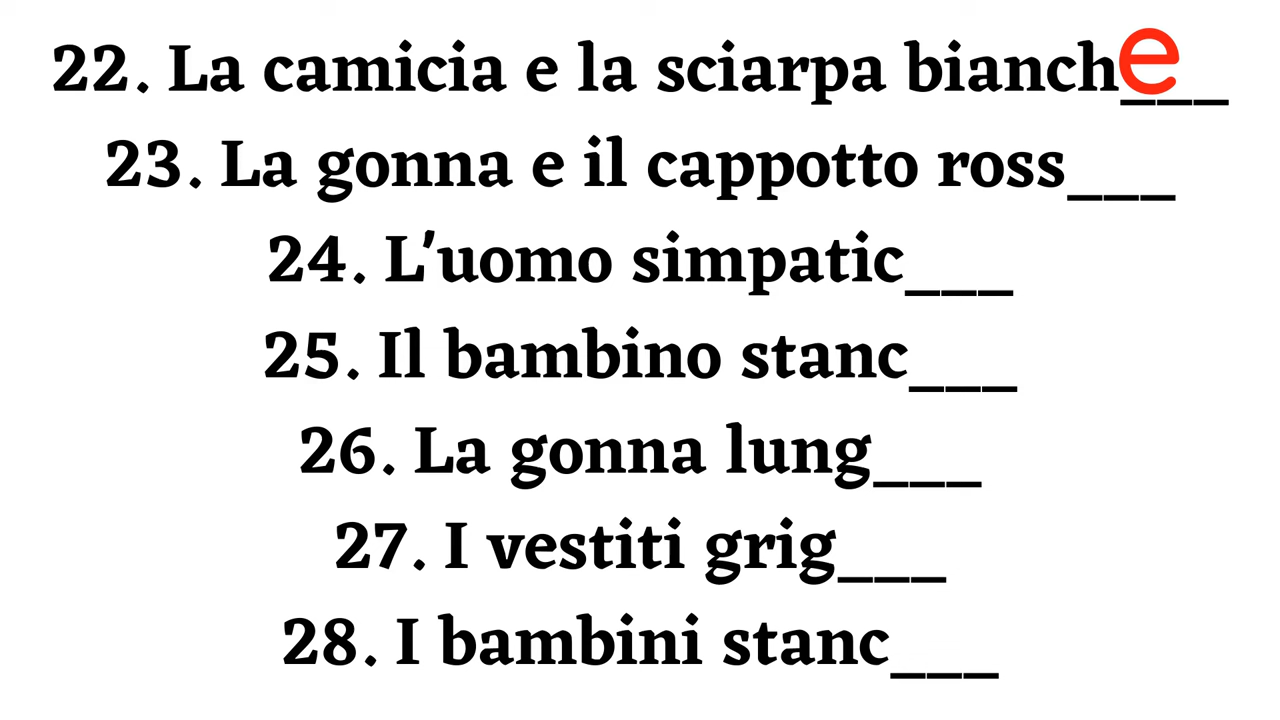 22. La camicia e la sciarpa bianche___
23. La gonna e il cappotto ross___
24. L'uomo simpatic___
25. Il bambino stanc___
26. La gonna lung___
27. I vestiti grig___
28. I bambini stanc___